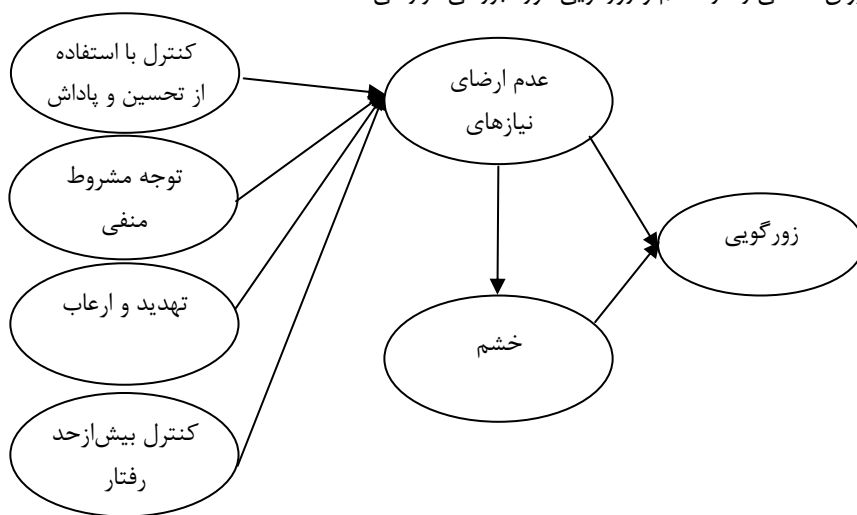 کنترل با استفاده
از تحسین و پاداش
توجه مشروط
منفی
تهدید و ارعاب
کنترل بیش‌ازحد
رفتار
عدم ارضای
نیازهای
خشم
زورگویی